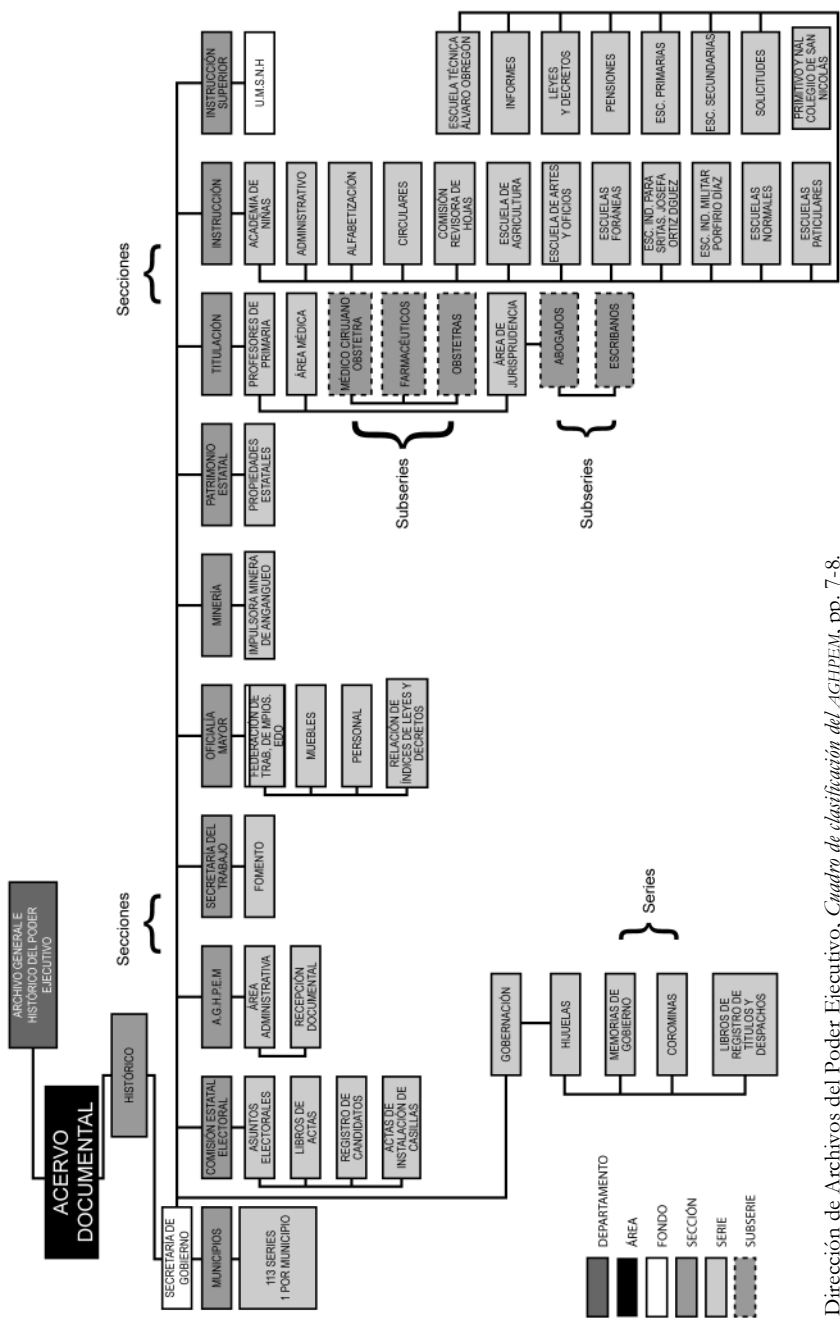 ARCHIVO GENERAL E
HISTÓRICO DEL PODER
EJECUTIVO
ACERVO
DOCUMENTAL
HISTÓRICO
SECRETARÍA DE
GOBIERNO
Secciones
Secciones
MUNICIPIOS
113 SERIES
1 POR MUNICIPIO
COMISIÓN ESTATAL
ELECTORAL
ASUNTOS
ELECTORALES
LIBROS DE
ACTAS
REGISTRO DE
CANDIDATOS
ACTAS DE
INSTALACIÓN DE
CASILLAS
A.G.H.P.E.M
ÁREA
ADMINISTRATIVA
RECEPCIÓN
DOCUMENTAL
SECRETARÍA DEL
TRABAJO
FOMENTO
OFICIALÍA
MAYOR
FEDERACIÓN DE
TRAB. DE MPIOS.
EDO
MUEBLES
PERSONAL
RELACIÓN DE
ÍNDICES DE LEYES Y
DECRETOS
MINERÍA
IMPULSORA MINERA
DE ANGANGUEO
PATRIMONIO
ESTATAL
PROPIEDADES
ESTATALES
TITULACIÓN
PROFESORES DE
PRIMARIA
ÁREA MÉDICA
MÉDICO CIRUJANO
OBSTETRA
FARMACÉUTICOS
OBSTETRAS
Subseries
ÁREA DE
JURISPRUDENCIA
ABOGADOS
ESCRIBANOS
Subseries
INSTRUCCIÓN
ACADEMIA DE
NIÑAS
ADMINISTRATIVO
ALFABETIZACIÓN
CIRCULARES
COMISIÓN
REVISORA DE
HOJAS
ESCUELA DE
AGRICULTURA
ESCUELA DE ARTES
Y OFICIOS
ESCUELAS
FORÁNEAS
ESC. IND. PARA
SRITAS. JOSEFA
ORTIZ DGUEZ
ESC. IND. MILITAR
PORFIRIO DÍAZ
ESCUELAS
NORMALES
ESCUELAS
PATICULARES
INSTRUCCIÓN
SUPERIOR
U.M.S.N.H
ESCUELA TÉCNICA
ÁLVARO OBREGÓN
INFORMES
LEYES
Y DECRETOS
PENSIONES
ESC. PRIMARIAS
ESC. SECUNDARIAS
SOLICITUDES
PRIMITIVO Y NAL
COLEGIIO DE SAN
NICOLÁS
GOBERNACIÓN
HIJUELAS
MEMORIAS DE
GOBIERNO
COROMINAS
LIBROS DE
REGISTRO DE
TÍTULOS Y
DESPACHOS
Series
DEPARTAMENTO
ÁREA
FONDO
SECCIÓN
SERIE
SUBSERIE
Dirección de Archivos del Poder Ejecutivo, Cuadro de clasificación del AGHPEM, pp. 7-8.